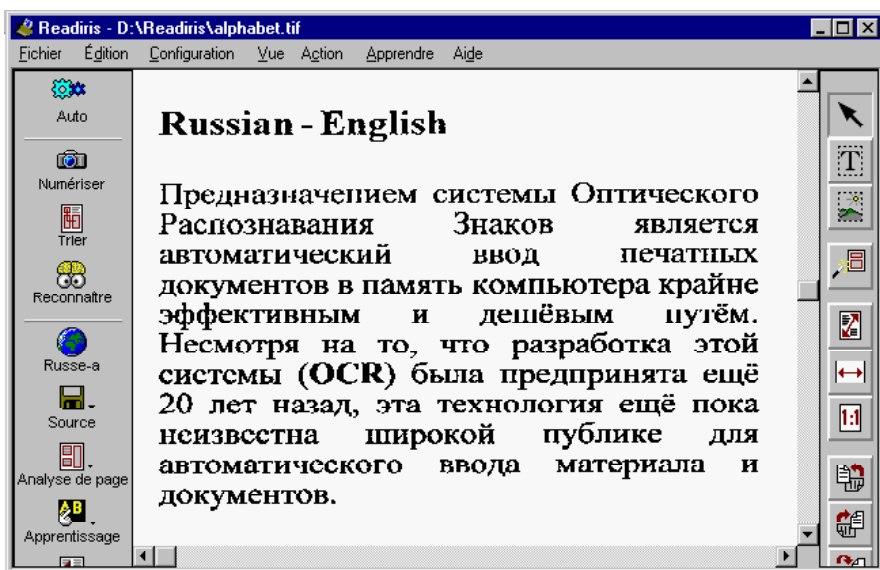 Readiris - D:\Readiris\alphabet.tif
Fichier Édition Configuration Vue Action Apprendre Aide
Auto
Numériser
Trier
Reconnaître
Russe-a
Source
Analyse de page
Apprentissage
Russian - English
Предназначением системы Оптического
Распознавания Знаков является
автоматический ввод печатных
документов в память компьютера крайне
эффективным и дешёвым путём.
Несмотря на то, что разработка этой
системы (OCR) была предпринята ещё
20 лет назад, эта технология ещё пока
неизвестна широкой публике для
автоматического ввода материала и
документов.
T
1:1